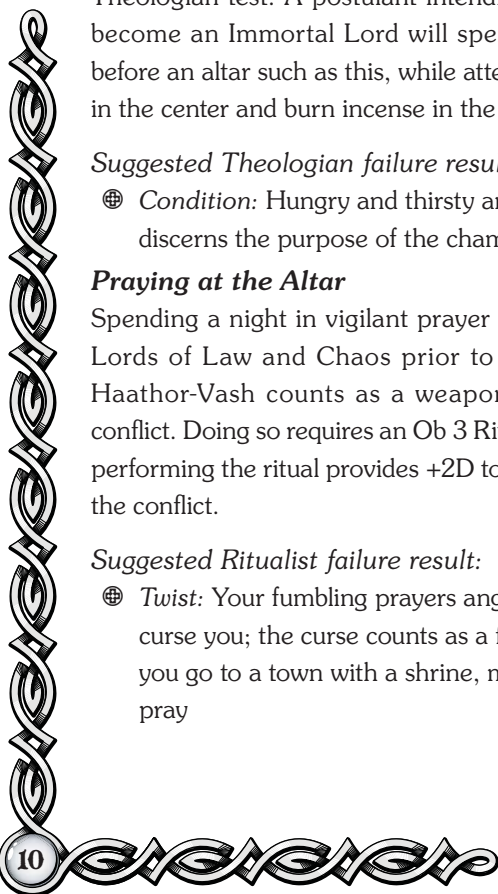 Theologian test. A postulant intend
become an Immortal Lord will spe
before an altar such as this, while atte
in the center and burn incense in the
Suggested Theologian failure resul
Condition: Hungry and thirsty a
discerns the purpose of the cham
Praying at the Altar
Spending a night in vigilant prayer
Lords of Law and Chaos prior to
Haathor-Vash counts as a weapon
conflict. Doing so requires an Ob 3 Ri
performing the ritual provides +2D to
the conflict.
Suggested Ritualist failure result:
Twist: Your fumbling prayers ang
curse you; the curse counts as a f
you go to a town with a shrine, m
pray
10